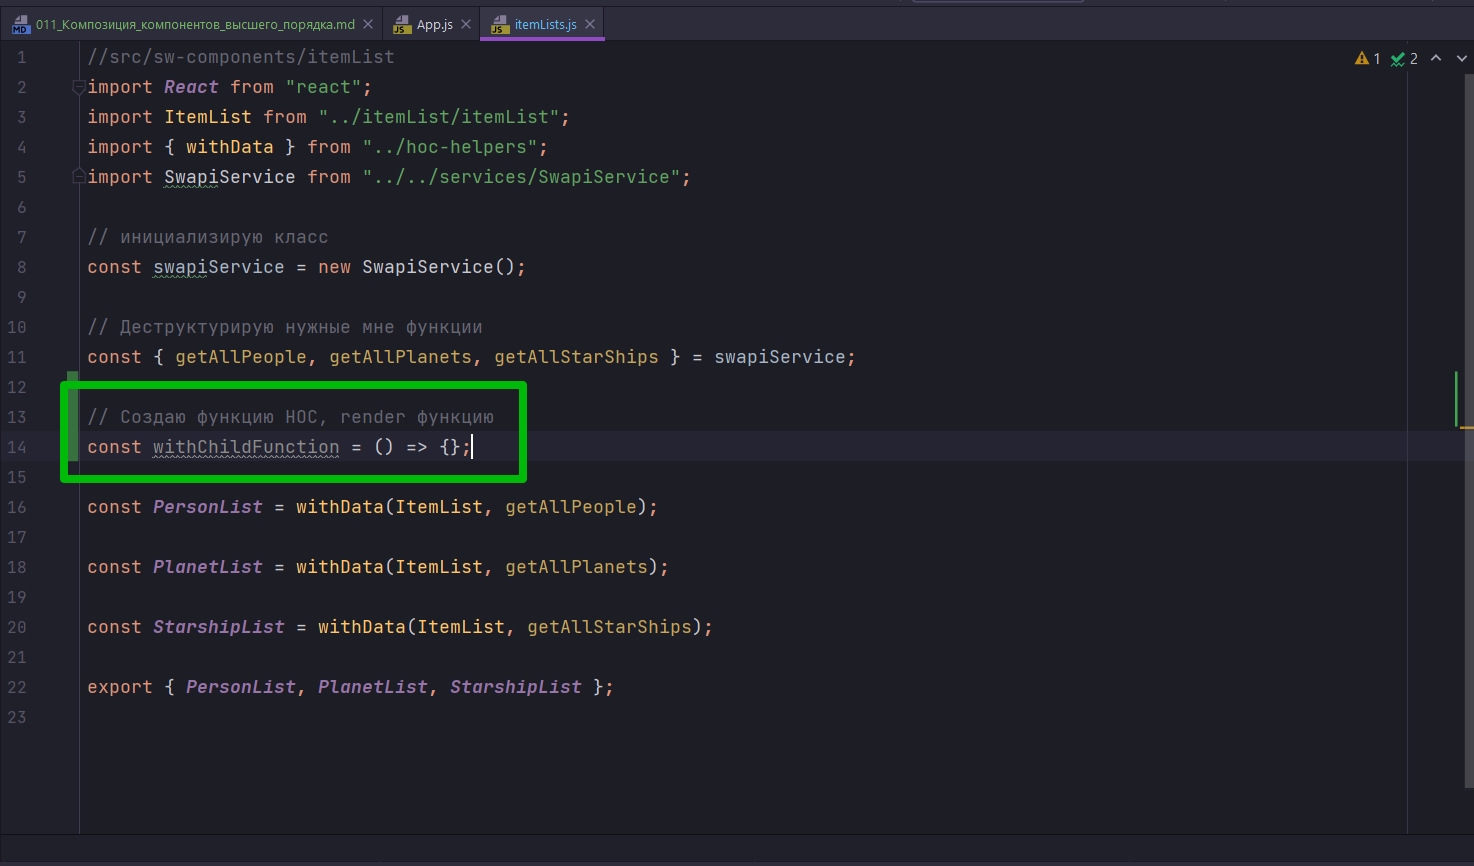 011_Композиция_компонентов_высшего_порядка.md App.js itemLists.js
1 //src/sw-components/itemList
2 import React from "react";
3 import ItemList from "../itemList/itemList";
4 import { withData } from "../hoc-helpers";
5 import SwapiService from "../../services/SwapiService";
6
7 // инициализирую класс
8 const swapiService = new SwapiService();
9
10 // Деструктурирую нужные мне функции
11 const { getAllPeople, getAllPlanets, getAllStarShips } = swapiService;
12
13 // Создаю функцию HOC, render функцию
14 const withChildFunction = () => {};
15
16 const PersonList = withData(ItemList, getAllPeople);
17
18 const PlanetList = withData(ItemList, getAllPlanets);
19
20 const StarshipList = withData(ItemList, getAllStarShips);
21
22 export { PersonList, PlanetList, StarshipList };
23
1 2